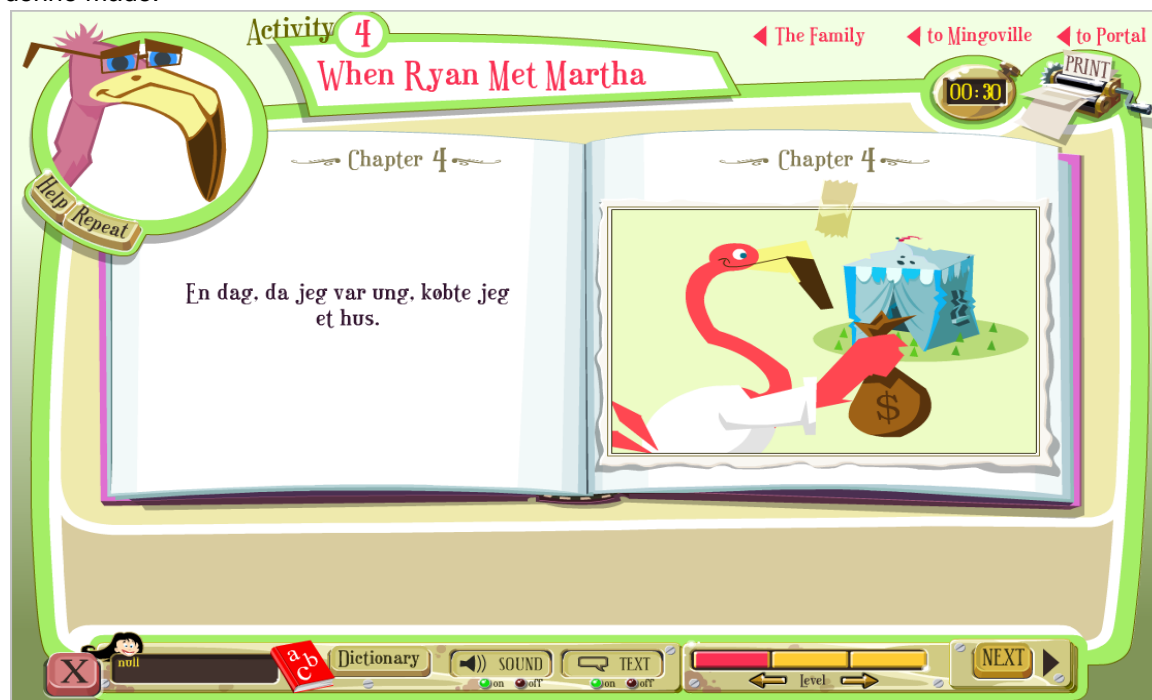 denne måde.
Activity 4
◀ The Family
◀ to Mingoville
◀ to Portal
When Ryan Met Martha
PRINT
00:30
Chapter 4
Chapter 4
Help
Repeat
En dag, da jeg var ung, købte jeg
et hus.
$
null
a b c
Dictionary
SOUND
TEXT
on off
on off
level
X
NEXT